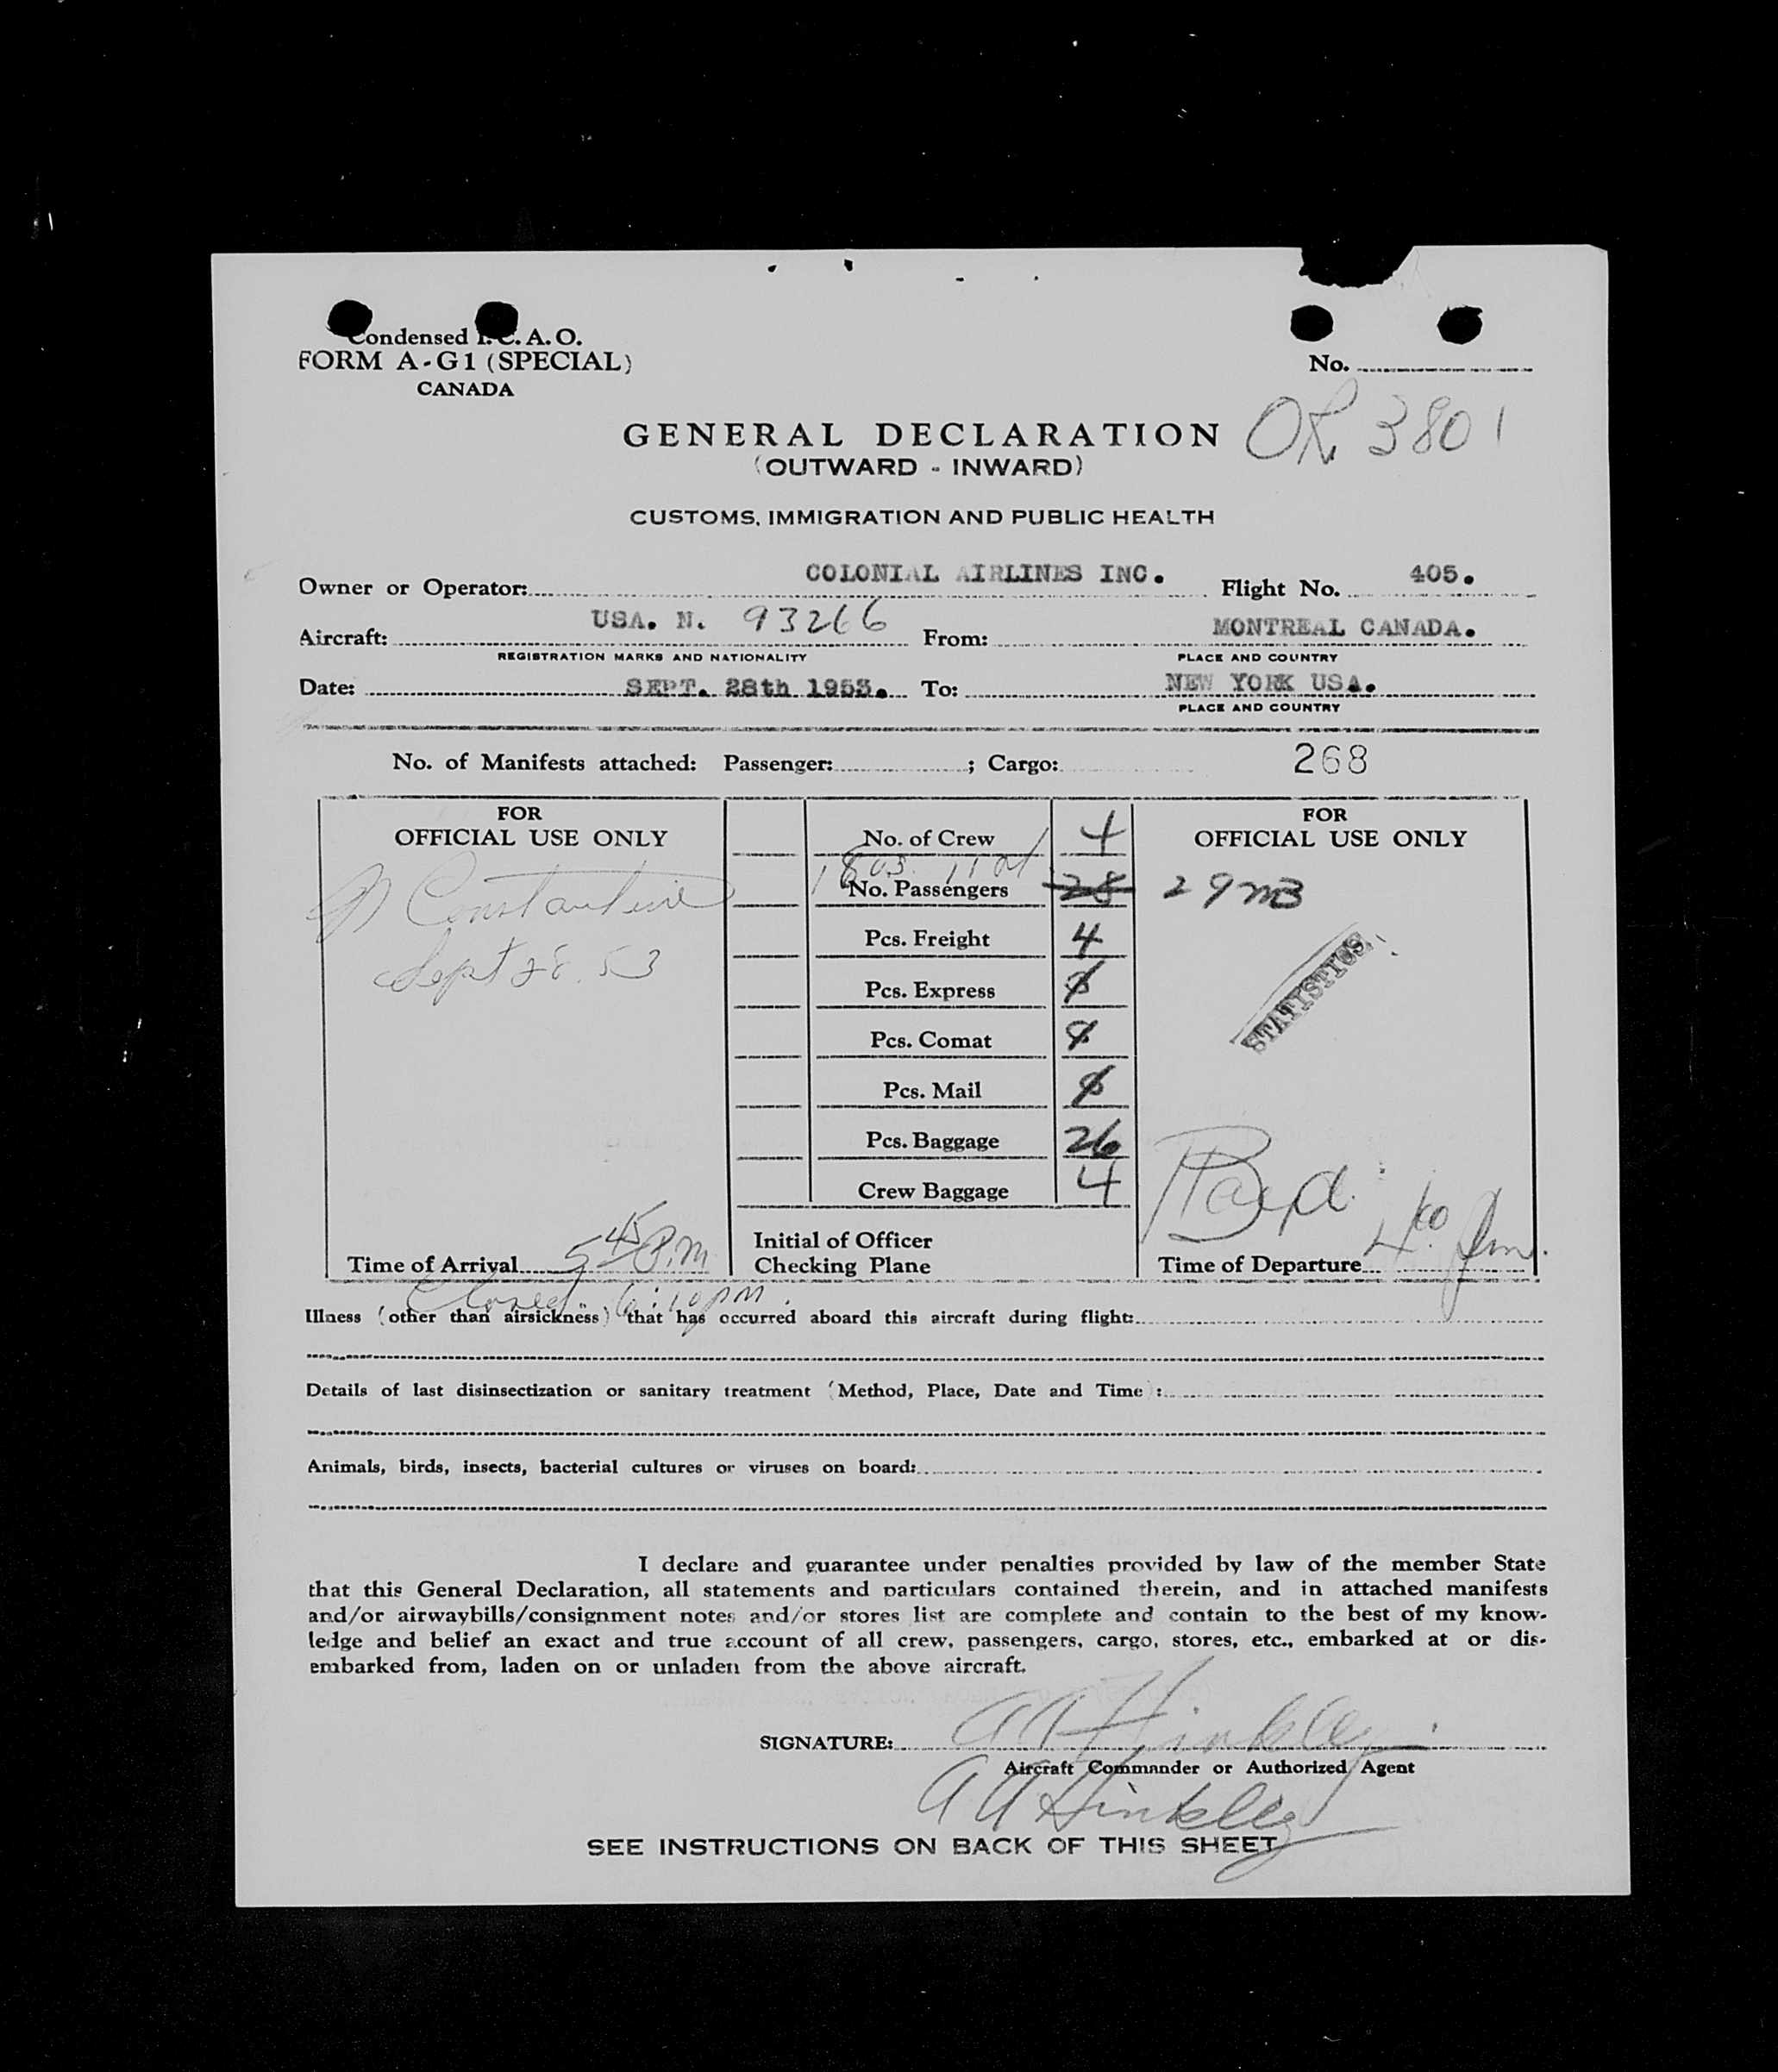 Condensed I. C. A. O.
FORM A-G1 (SPECIAL)
CANADA
No.
OR 3801
GENERAL DECLARATION
(OUTWARD - INWARD)
CUSTOMS, IMMIGRATION AND PUBLIC HEALTH
Owner or Operator: COLONIAL AIRLINES INC. Flight No. 405.
Aircraft: USA. N. 93266 From: MONTREAL CANADA.
REGISTRATION MARKS AND NATIONALITY PLACE AND COUNTRY
Date: SEPT. 28th 1953. To: NEW YORK USA.
PLACE AND COUNTRY
No. of Manifests attached: Passenger: ; Cargo: 268
FOR
OFFICIAL USE ONLY
Constantine
Sept 28. 53
Time of Arrival 5 45 P.M
Closed 6:10 PM.
No. of Crew 4
No. Passengers 28
Pcs. Freight 4
Pcs. Express
Pcs. Comat
Pcs. Mail
Pcs. Baggage 26
Crew Baggage 4
Initial of Officer
Checking Plane
FOR
OFFICIAL USE ONLY
29 MB
STATISTICS
Time of Departure 4 00 pm.
Illness (other than airsickness) that has occurred aboard this aircraft during flight:
Details of last disinsectization or sanitary treatment (Method, Place, Date and Time):
Animals, birds, insects, bacterial cultures or viruses on board:
I declare and guarantee under penalties provided by law of the member State
that this General Declaration, all statements and particulars contained therein, and in attached manifests
and/or airwaybills/consignment notes and/or stores list are complete and contain to the best of my know-
ledge and belief an exact and true account of all crew, passengers, cargo, stores, etc., embarked at or dis-
embarked from, laden on or unladen from the above aircraft.
SIGNATURE: A A Hinkley
Aircraft Commander or Authorized Agent
A A Hinkley
SEE INSTRUCTIONS ON BACK OF THIS SHEET